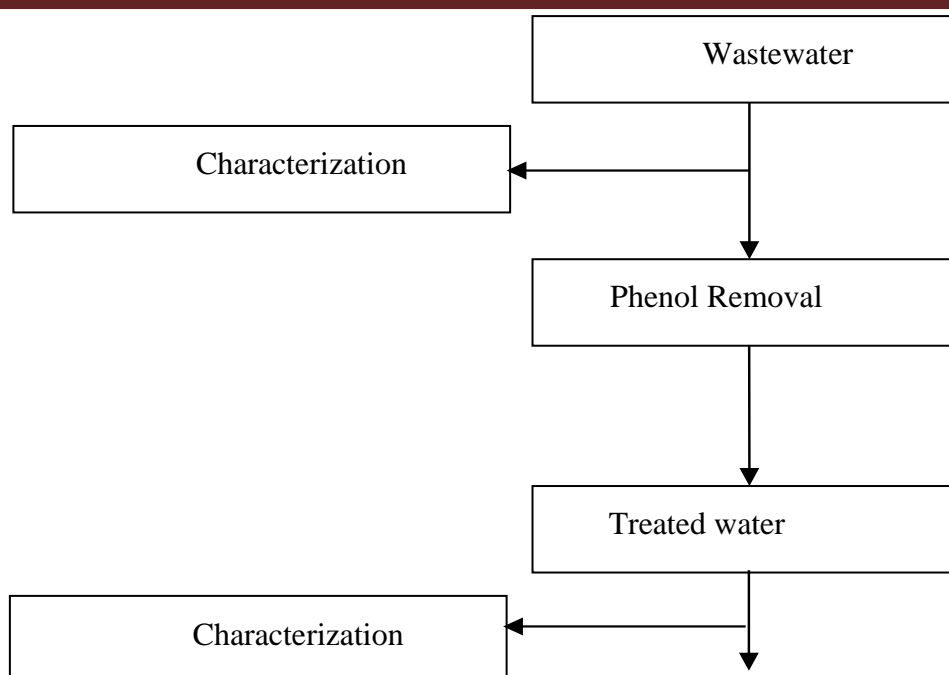 Wastewater
Characterization
Phenol Removal
Treated water
Characterization